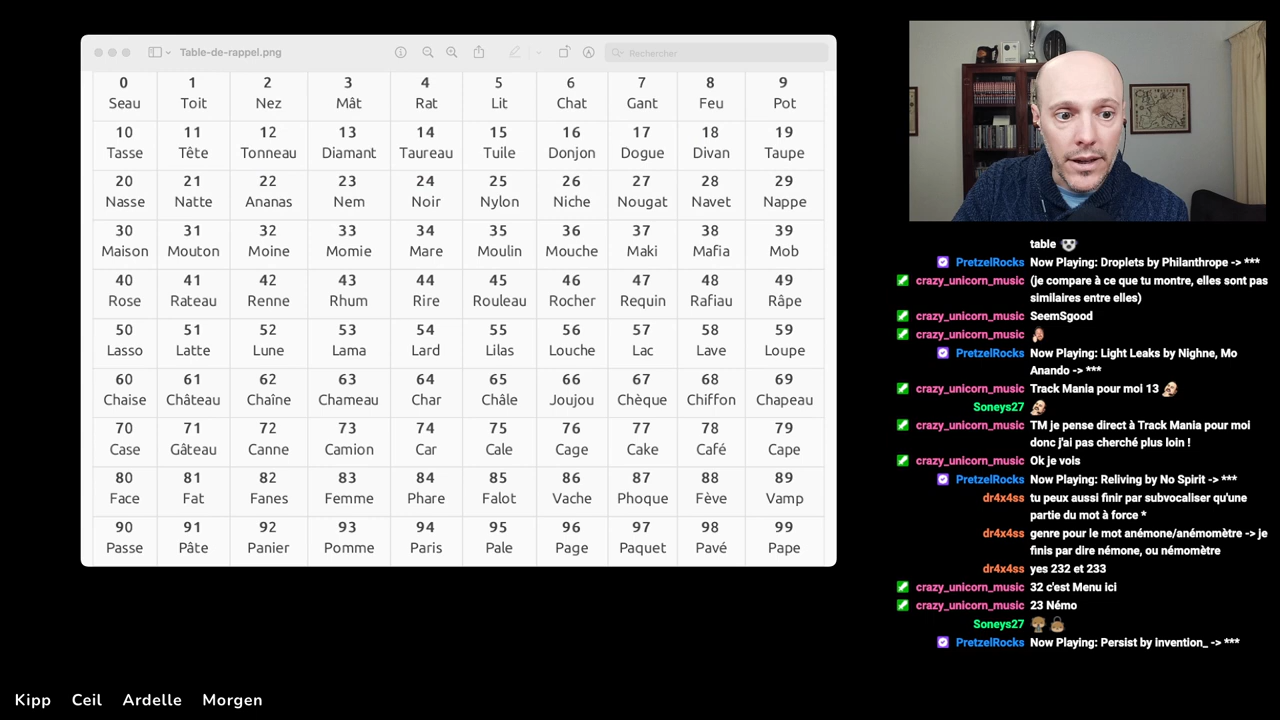 Table-de-rappel.png
Rechercher
0 1 2 3 4 5 6 7 8 9
Seau Toit Nez Mât Rat Lit Chat Gant Feu Pot
10 11 12 13 14 15 16 17 18 19
Tasse Tête Tonneau Diamant Taureau Tuile Donjon Dogue Divan Taupe
20 21 22 23 24 25 26 27 28 29
Nasse Natte Ananas Nem Noir Nylon Niche Nougat Navet Nappe
30 31 32 33 34 35 36 37 38 39
Maison Mouton Moine Momie Mare Moulin Mouche Maki Mafia Mob
40 41 42 43 44 45 46 47 48 49
Rose Rateau Renne Rhum Rire Rouleau Rocher Requin Rafiau Râpe
50 51 52 53 54 55 56 57 58 59
Lasso Latte Lune Lama Lard Lilas Louche Lac Lave Loupe
60 61 62 63 64 65 66 67 68 69
Chaise Château Chaîne Chameau Char Châle Joujou Chèque Chiffon Chapeau
70 71 72 73 74 75 76 77 78 79
Case Gâteau Canne Camion Car Cale Cage Cake Café Cape
80 81 82 83 84 85 86 87 88 89
Face Fat Fanes Femme Phare Falot Vache Phoque Fève Vamp
90 91 92 93 94 95 96 97 98 99
Passe Pâte Panier Pomme Paris Pale Page Paquet Pavé Pape
table
PretzelRocks Now Playing: Droplets by Philanthrope -> ***
crazy_unicorn_music (je compare à ce que tu montre, elles sont pas
similaires entre elles)
crazy_unicorn_music SeemSgood
crazy_unicorn_music
PretzelRocks Now Playing: Light Leaks by Nighne, Mo
Anando -> ***
crazy_unicorn_music Track Mania pour moi 13
Soneys27
crazy_unicorn_music TM je pense direct à Track Mania pour moi
donc j'ai pas cherché plus loin !
crazy_unicorn_music Ok je vois
PretzelRocks Now Playing: Reliving by No Spirit -> ***
dr4x4ss tu peux aussi finir par subvocaliser qu'une
partie du mot à force *
dr4x4ss genre pour le mot anémone/anémomètre -> je
finis par dire némone, ou némomètre
dr4x4ss yes 232 et 233
crazy_unicorn_music 32 c'est Menu ici
crazy_unicorn_music 23 Némo
Soneys27
PretzelRocks Now Playing: Persist by invention_ -> ***
Kipp Ceil Ardelle Morgen